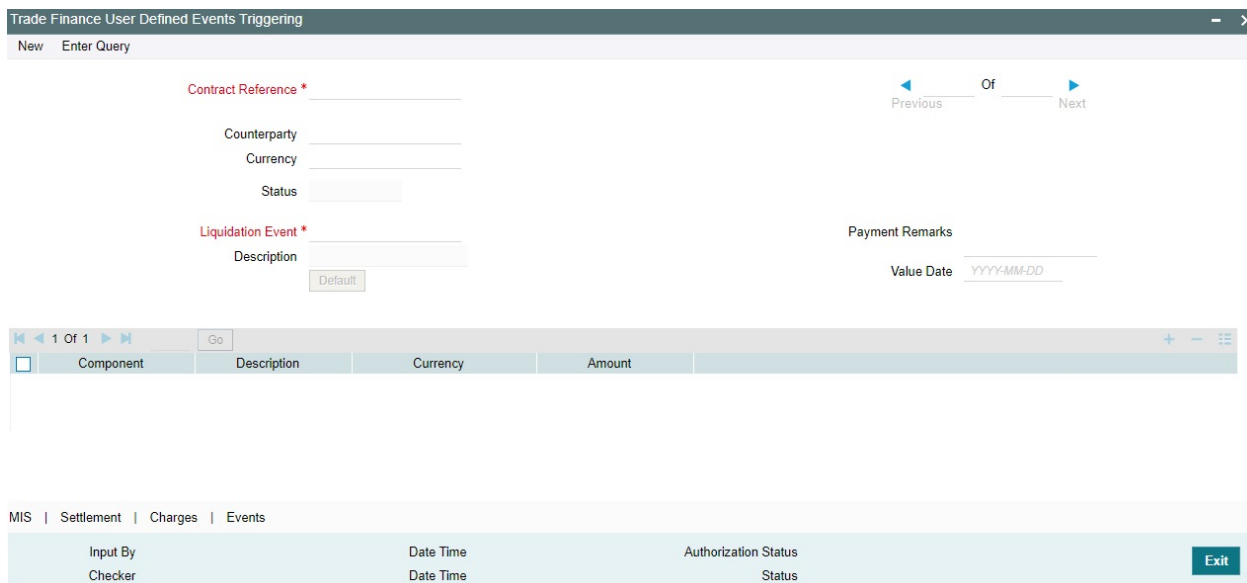 Trade Finance User Defined Events Triggering
New Enter Query
Contract Reference * Of
Previous Next
Counterparty
Currency
Status
Liquidation Event * Payment Remarks
Description Value Date YYYY-MM-DD
Default
1 Of 1 Go
Component Description Currency Amount
MIS | Settlement | Charges | Events
Input By Date Time Authorization Status Exit
Checker Date Time Status